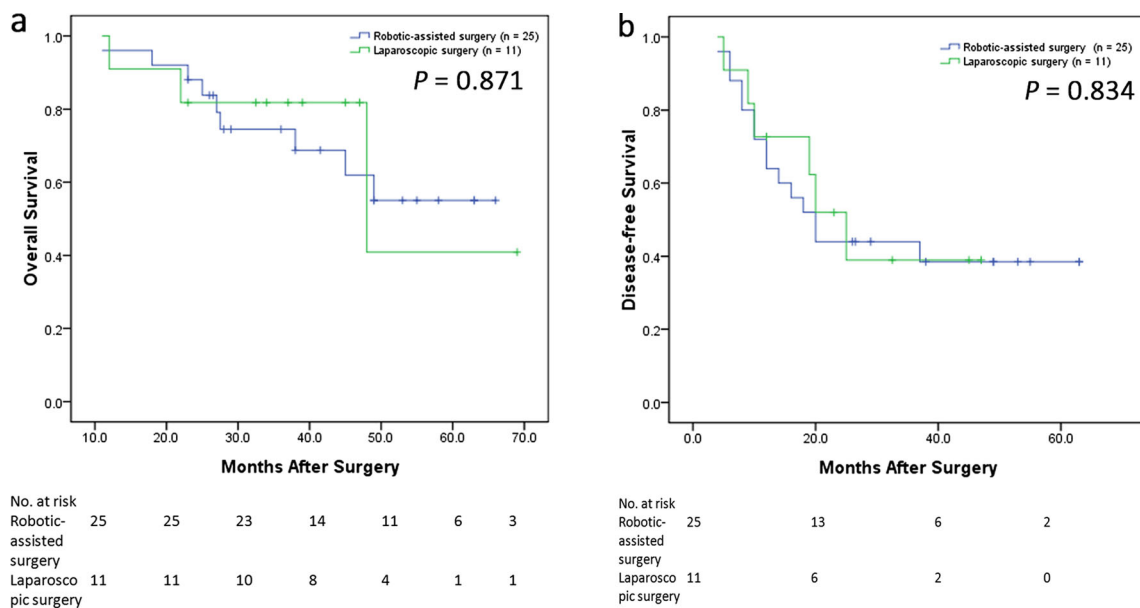 a
Robotic-assisted surgery (n = 25)
Laparoscopic surgery (n = 11)
P = 0.871
Overall Survival
1.0
0.8
0.6
0.4
0.2
0.0
10.0 20.0 30.0 40.0 50.0 60.0 70.0
Months After Surgery
No. at risk
Robotic-
assisted
surgery
25 25 23 14 11 6 3
Laparosco
pic surgery
11 11 10 8 4 1 1
b
Robotic-assisted surgery (n = 25)
Laparoscopic surgery (n = 11)
P = 0.834
Disease-free Survival
1.0
0.8
0.6
0.4
0.2
0.0
0.0 20.0 40.0 60.0
Months After Surgery
No. at risk
Robotic-
assisted
surgery
25 13 6 2
Laparosco
pic surgery
11 6 2 0